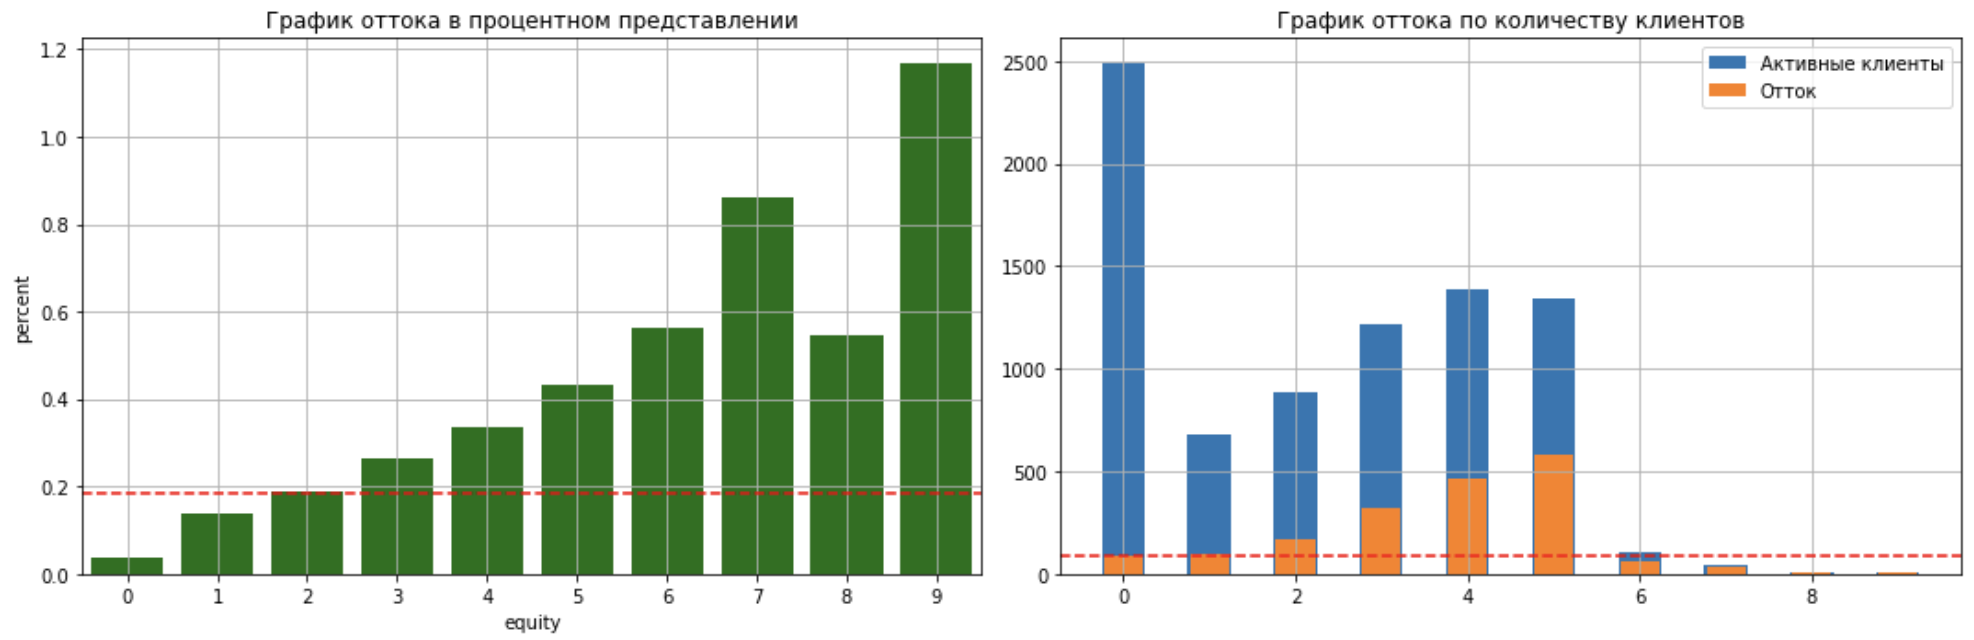 График оттока в процентном представлении
1.2
1.0
0.8
0.6
0.4
0.2
0.0
percent
0 1 2 3 4 5 6 7 8 9
equity
График оттока по количеству клиентов
Активные клиенты
Отток
2500
2000
1500
1000
500
0
0 2 4 6 8